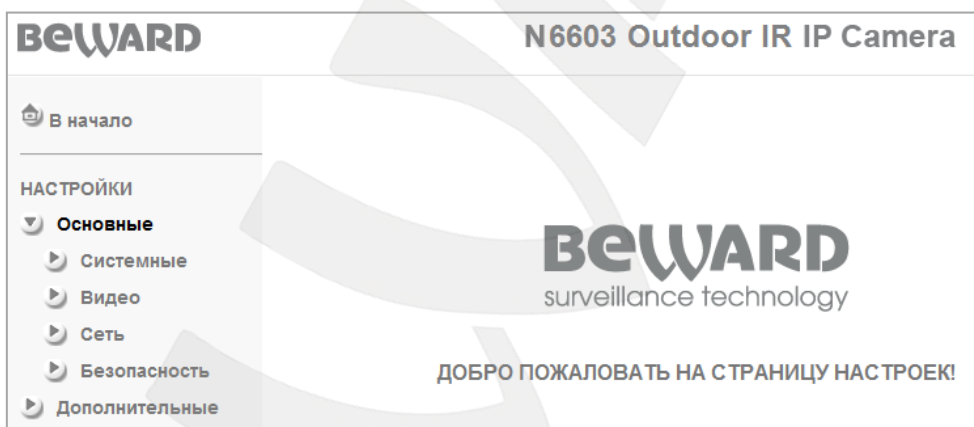 BEWARD
N6603 Outdoor IR IP Camera
В начало
НАСТРОЙКИ
Основные
Системные
Видео
Сеть
Безопасность
Дополнительные
BEWARD
surveillance technology
ДОБРО ПОЖАЛОВАТЬ НА СТРАНИЦУ НАСТРОЕК!